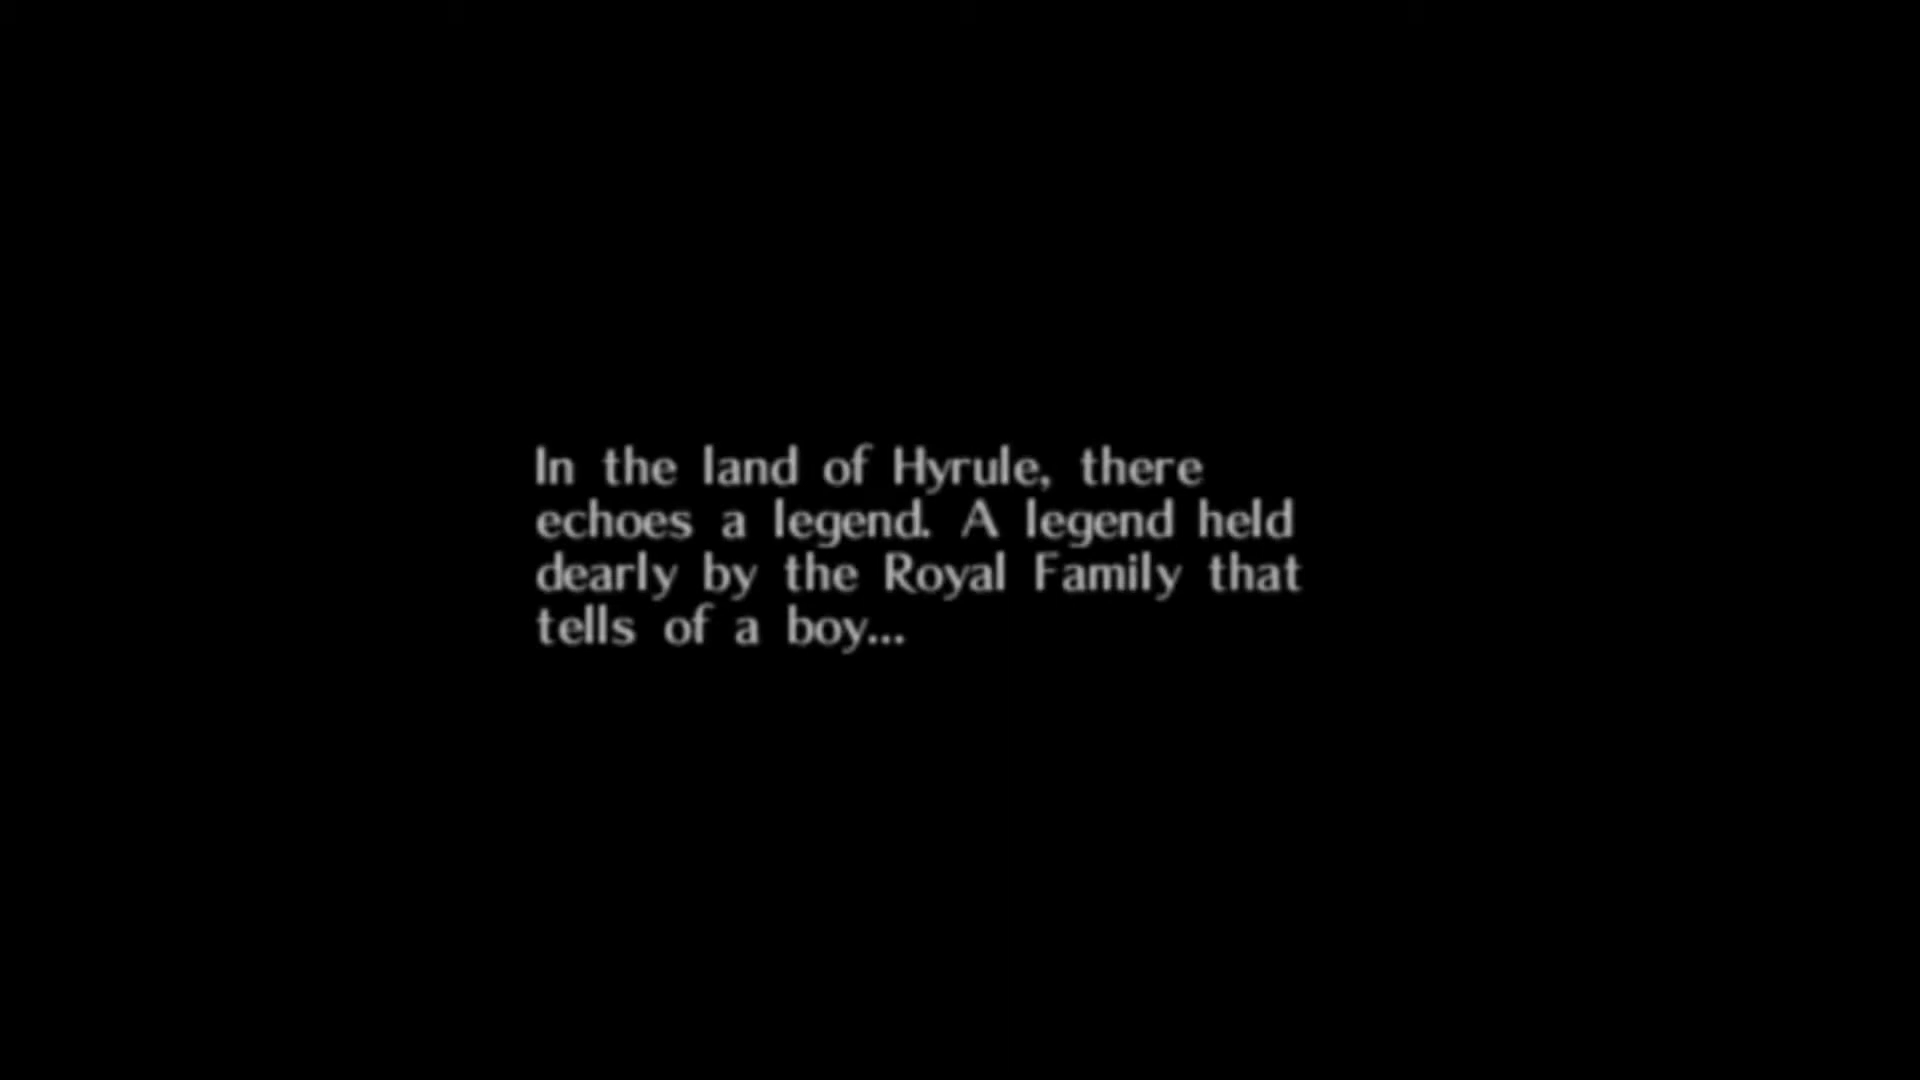 In the land of Hyrule, there
echoes a legend. A legend held
dearly by the Royal Family that
tells of a boy...